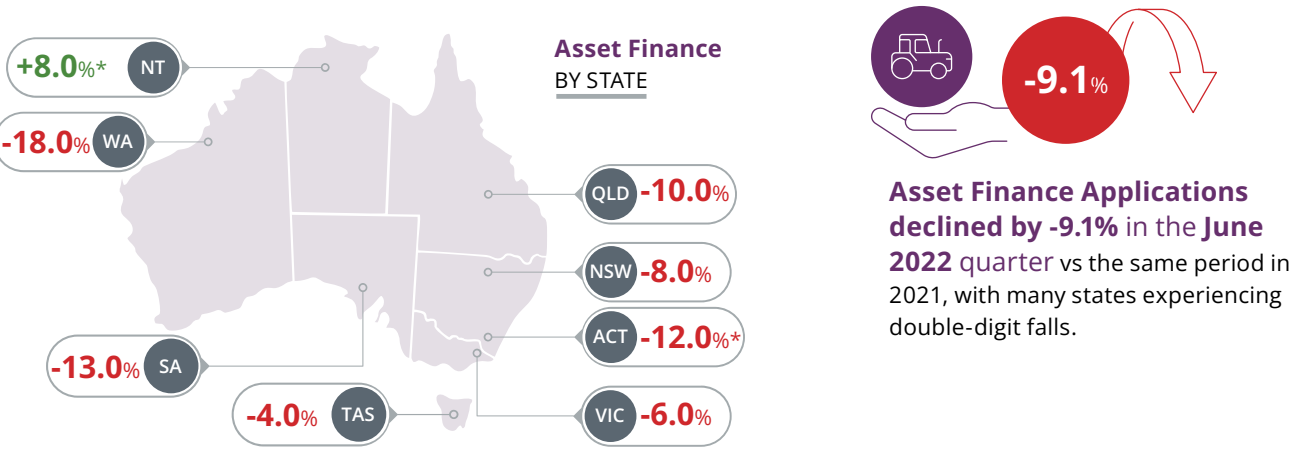 Asset Finance
BY STATE
+8.0%* NT
-18.0% WA
QLD -10.0%
NSW -8.0%
ACT -12.0%*
-13.0% SA
-4.0% TAS
VIC -6.0%
-9.1%
Asset Finance Applications
declined by -9.1% in the June
2022 quarter vs the same period in
2021, with many states experiencing
double-digit falls.